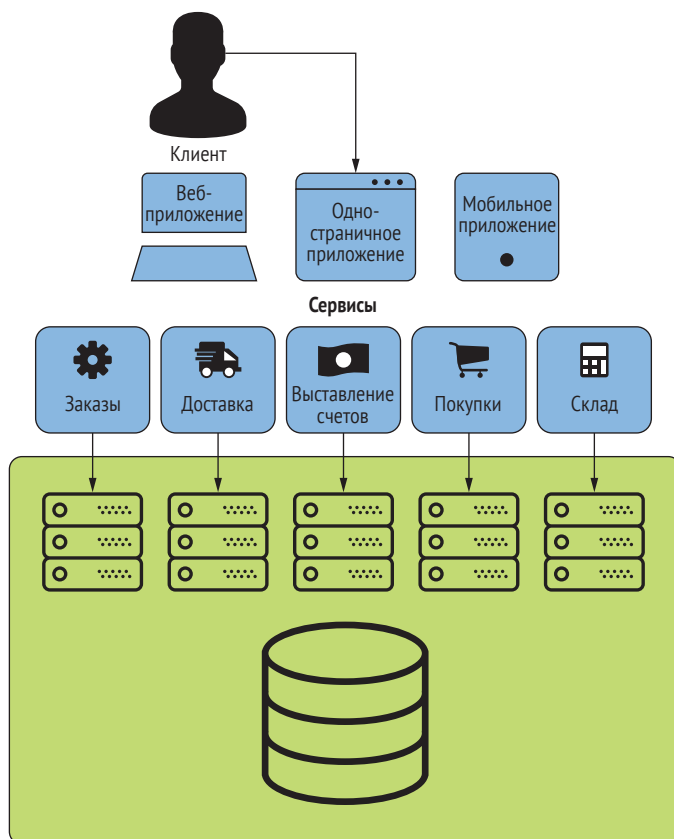 Клиент
Веб-
приложение
Одно-
страничное
приложение
Мобильное
приложение
Сервисы
Заказы
Доставка
Выставление
счетов
Покупки
Склад